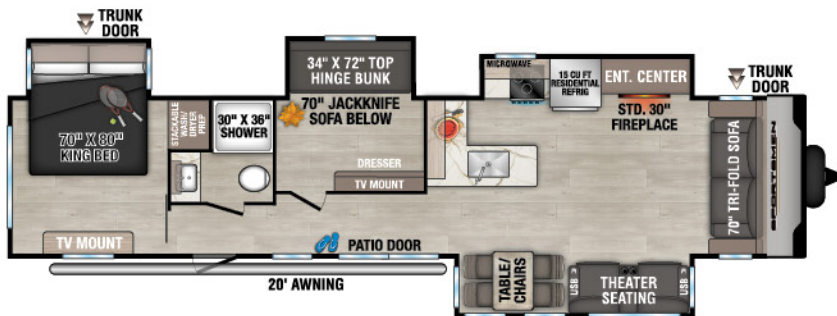 TRUNK
DOOR
34" X 72" TOP
HINGE BUNK
MICROWAVE
15 CU FT
RESIDENTIAL
REFRIG
ENT. CENTER
TRUNK
DOOR
70" X 80"
KING BED
STACKABLE
WASH/
DRYER
PREP
30" X 36"
SHOWER
70" JACKKNIFE
SOFA BELOW
STD. 30"
FIREPLACE
DRESSER
TV MOUNT
70" TRI-FOLD SOFA
SPORTSMEN
TV MOUNT
PATIO DOOR
20' AWNING
TABLE/
CHAIRS
USB
THEATER
SEATING
USB